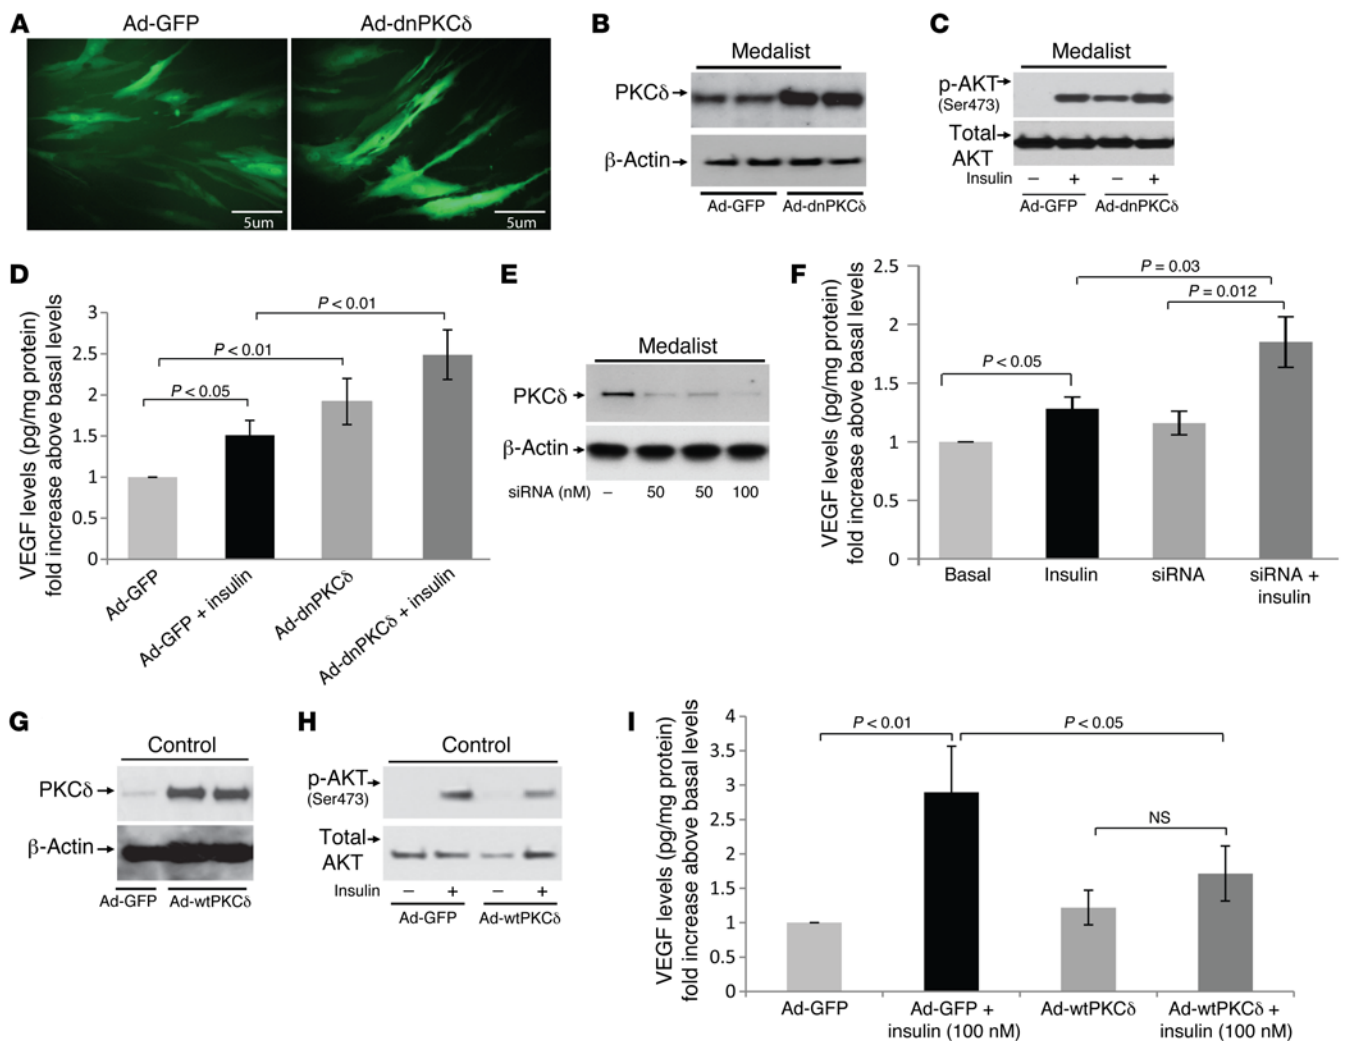 A
Ad-GFP
Ad-dnPKCδ
5um
5um
B
Medalist
PKCδ
β-Actin
Ad-GFP
Ad-dnPKCδ
C
Medalist
p-AKT
(Ser473)
Total
AKT
Insulin − + − +
Ad-GFP
Ad-dnPKCδ
D
VEGF levels (pg/mg protein)
fold increase above basal levels
3
2.5
2
1.5
1
0.5
0
P < 0.01
P < 0.01
P < 0.05
Ad-GFP
Ad-GFP + insulin
Ad-dnPKCδ
Ad-dnPKCδ + insulin
E
Medalist
PKCδ
β-Actin
siRNA (nM) − 50 50 100
F
VEGF levels (pg/mg protein)
fold increase above basal levels
2.5
2
1.5
1
0.5
0
P = 0.03
P = 0.012
P < 0.05
Basal
Insulin
siRNA
siRNA +
insulin
G
Control
PKCδ
β-Actin
Ad-GFP
Ad-wtPKCδ
H
Control
p-AKT
(Ser473)
Total
AKT
Insulin − + − +
Ad-GFP
Ad-wtPKCδ
I
VEGF levels (pg/mg protein)
fold increase above basal levels
4
3.5
3
2.5
2
1.5
1
0.5
0
P < 0.01
P < 0.05
NS
Ad-GFP
Ad-GFP +
insulin (100 nM)
Ad-wtPKCδ
Ad-wtPKCδ +
insulin (100 nM)